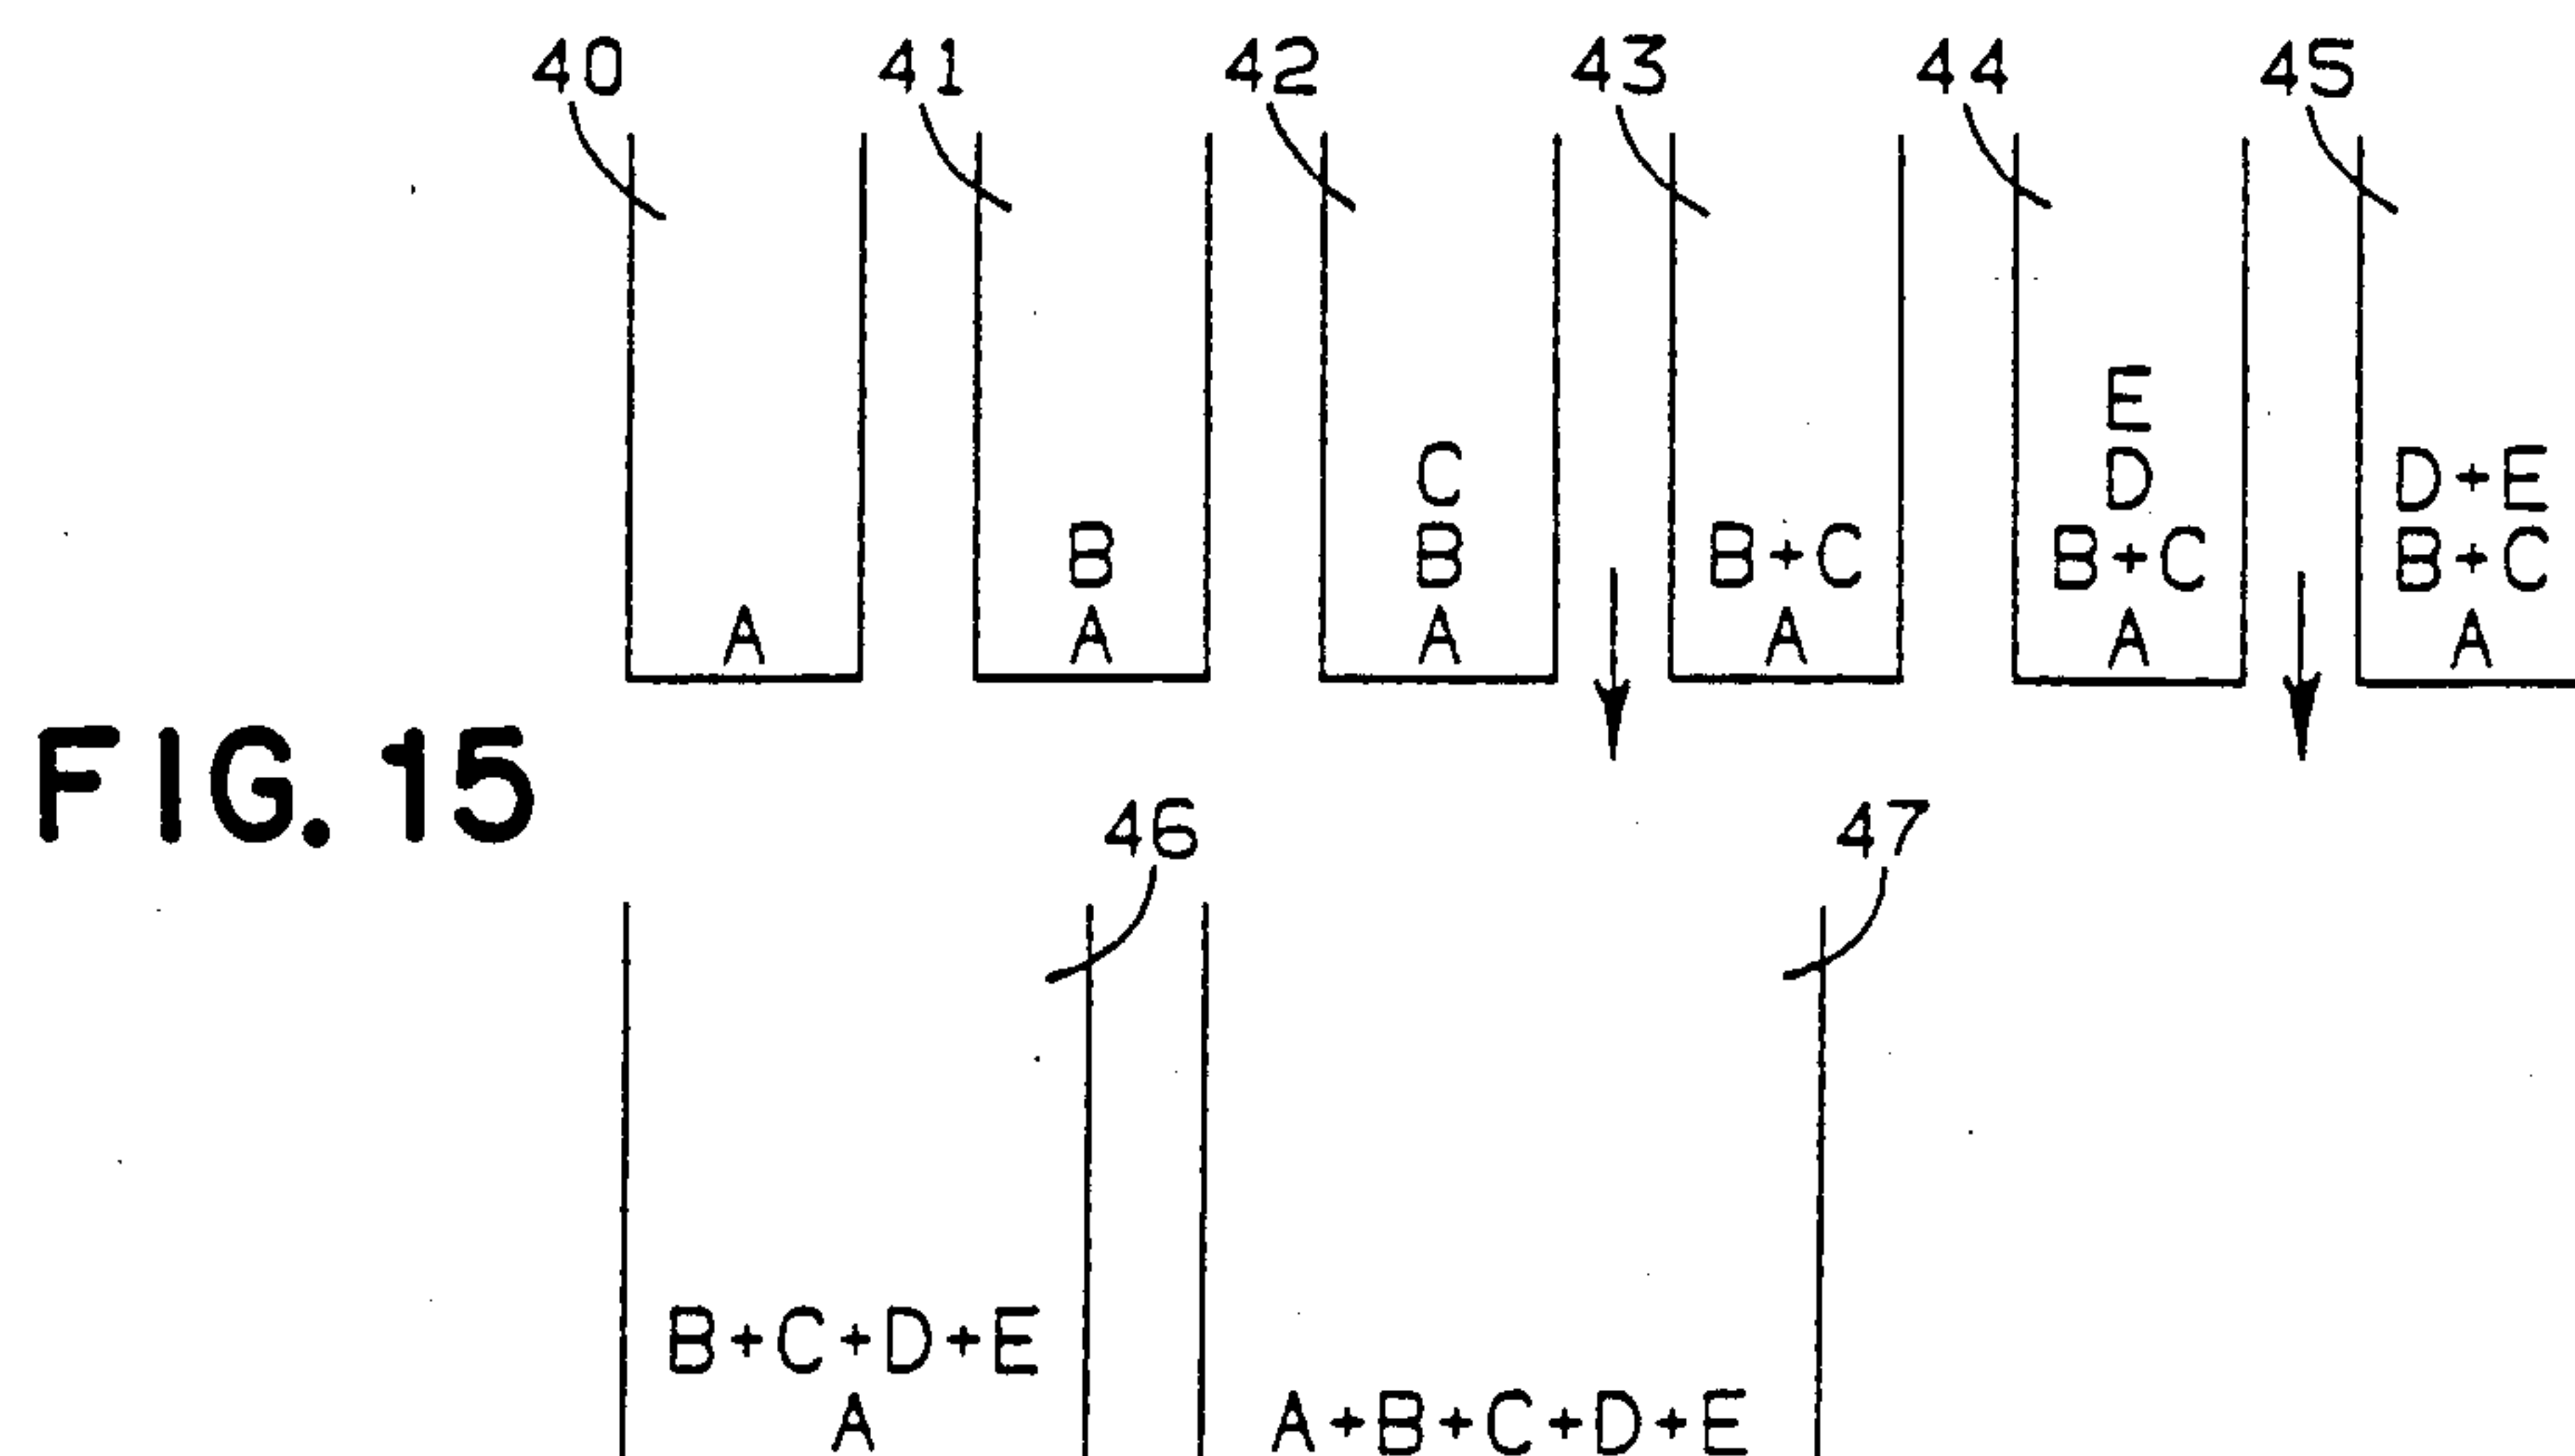 40 41 42 43 44 45
E
C D D+E
B B B+C B+C B+C
A A A A A A
FIG. 15
46 47
B+C+D+E
A A+B+C+D+E